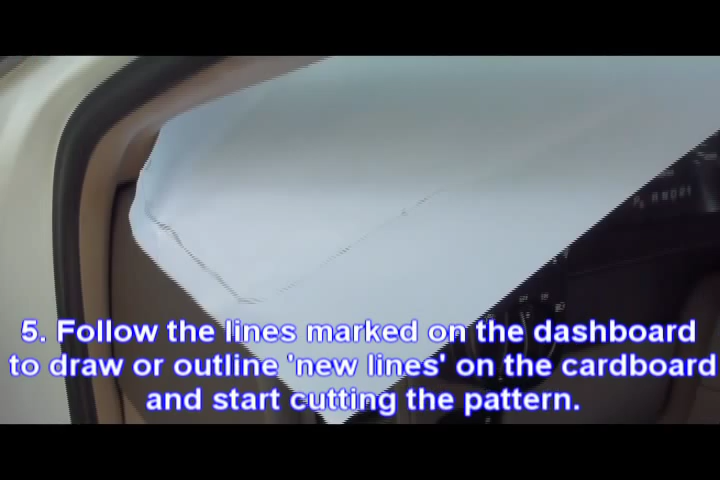 5. Follow the lines marked on the dashboard
to draw or outline 'new lines' on the cardboard
and start cutting the pattern.